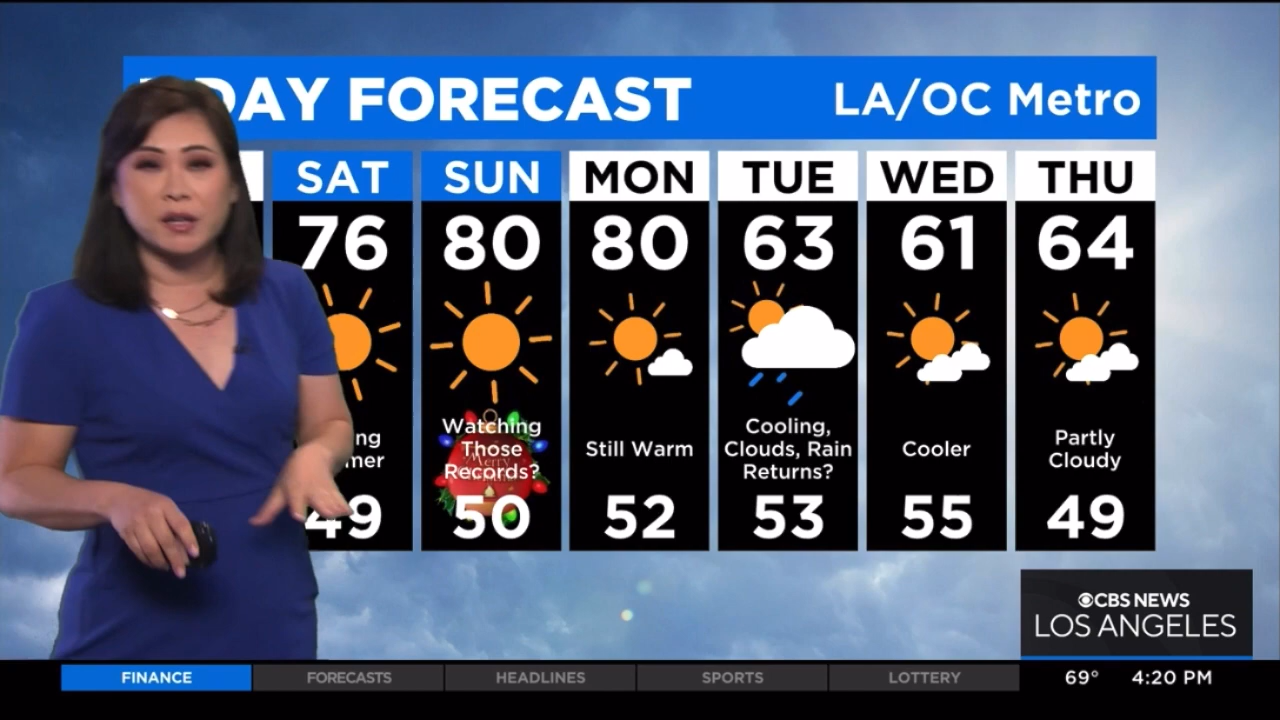 DAY FORECAST
LA/OC Metro
SAT SUN MON TUE WED THU
76 80 80 63 61 64
Watching
Those
Records?
Still Warm
Cooling,
Clouds, Rain
Returns?
Cooler
Partly
Cloudy
49 50 52 53 55 49
CBS NEWS
LOS ANGELES
FINANCE FORECASTS HEADLINES SPORTS LOTTERY 69° 4:20 PM